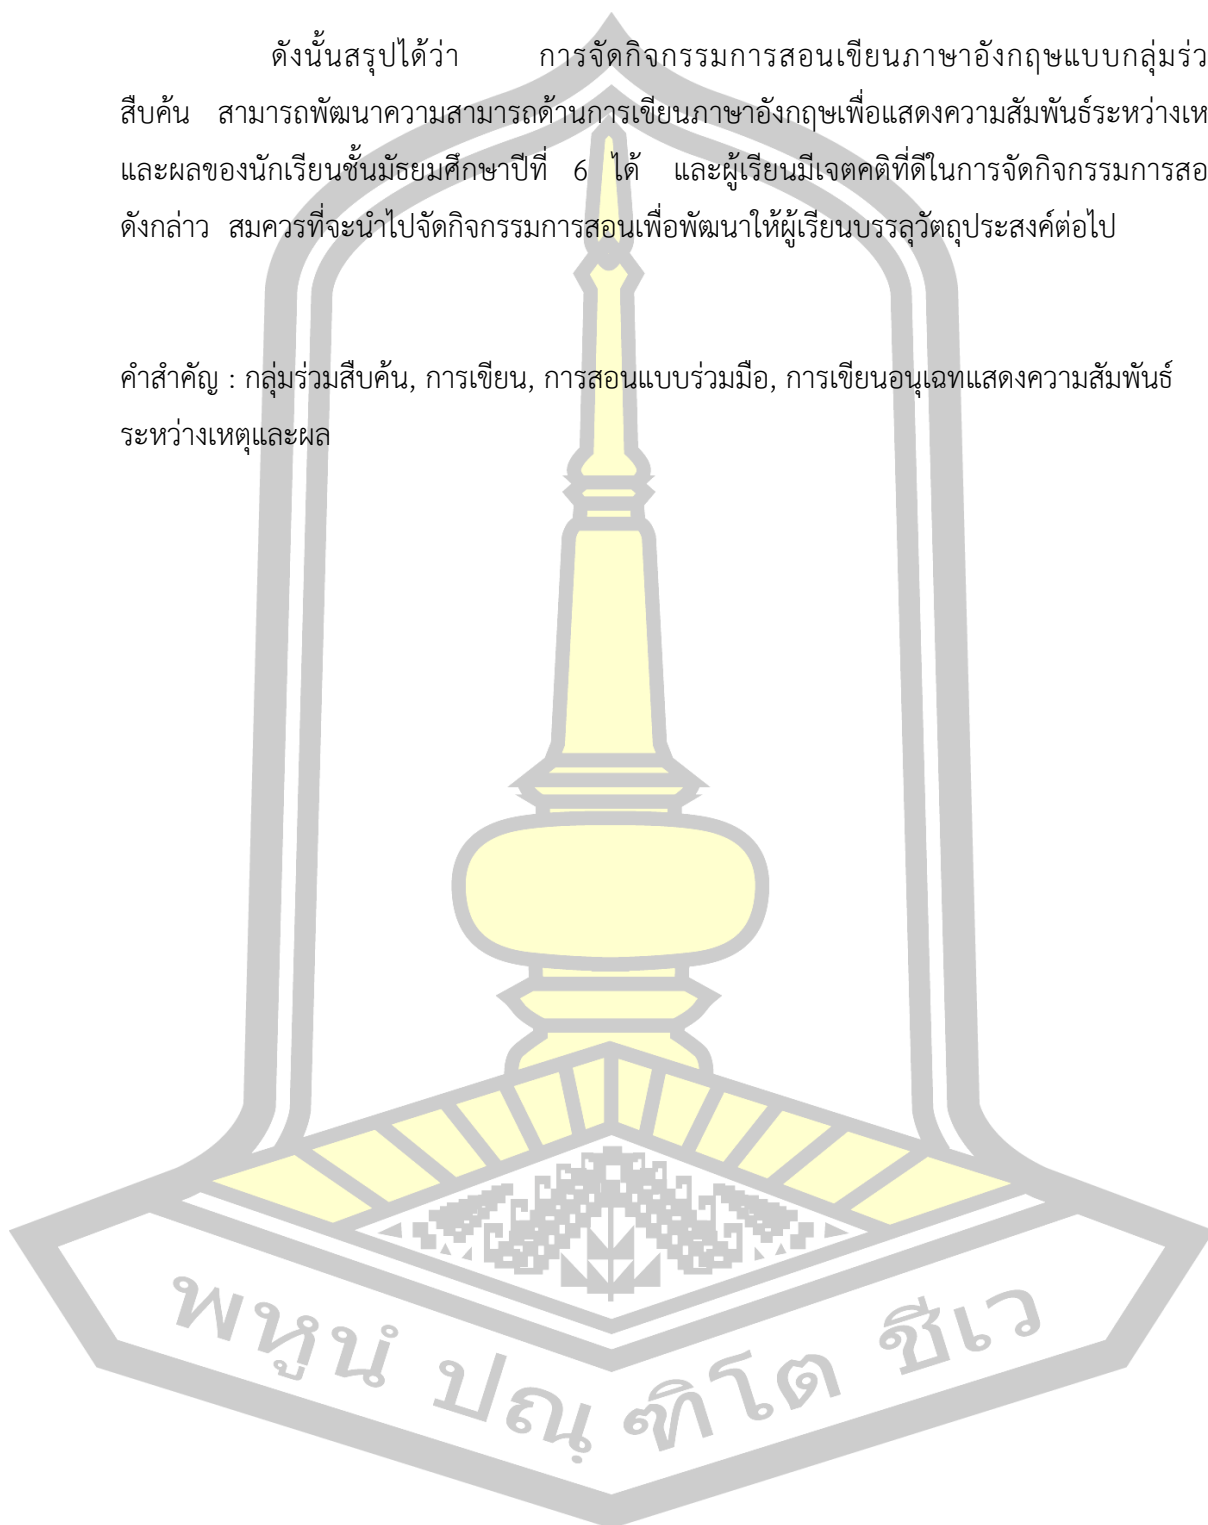 ดังนั้นสรุปได้ว่า การจัดกิจกรรมการสอนเขียนภาษาอังกฤษแบบกลุ่มร่ว
สืบค้น สามารถพัฒนาความสามารถด้านการเขียนภาษาอังกฤษเพื่อแสดงความสัมพันธ์ระหว่างเห
และผลของนักเรียนชั้นมัธยมศึกษาปีที่ 6 ได้ และผู้เรียนมีเจตคติที่ดีในการจัดกิจกรรมการสอ
ดังกล่าว สมควรที่จะนำไปจัดกิจกรรมการสอนเพื่อพัฒนาให้ผู้เรียนบรรลุวัตถุประสงค์ต่อไป
คำสำคัญ : กลุ่มร่วมสืบค้น, การเขียน, การสอนแบบร่วมมือ, การเขียนอนุเฉทแสดงความสัมพันธ์
ระหว่างเหตุและผล
พหูนํ ปณฺ ฑิโต ชีเว